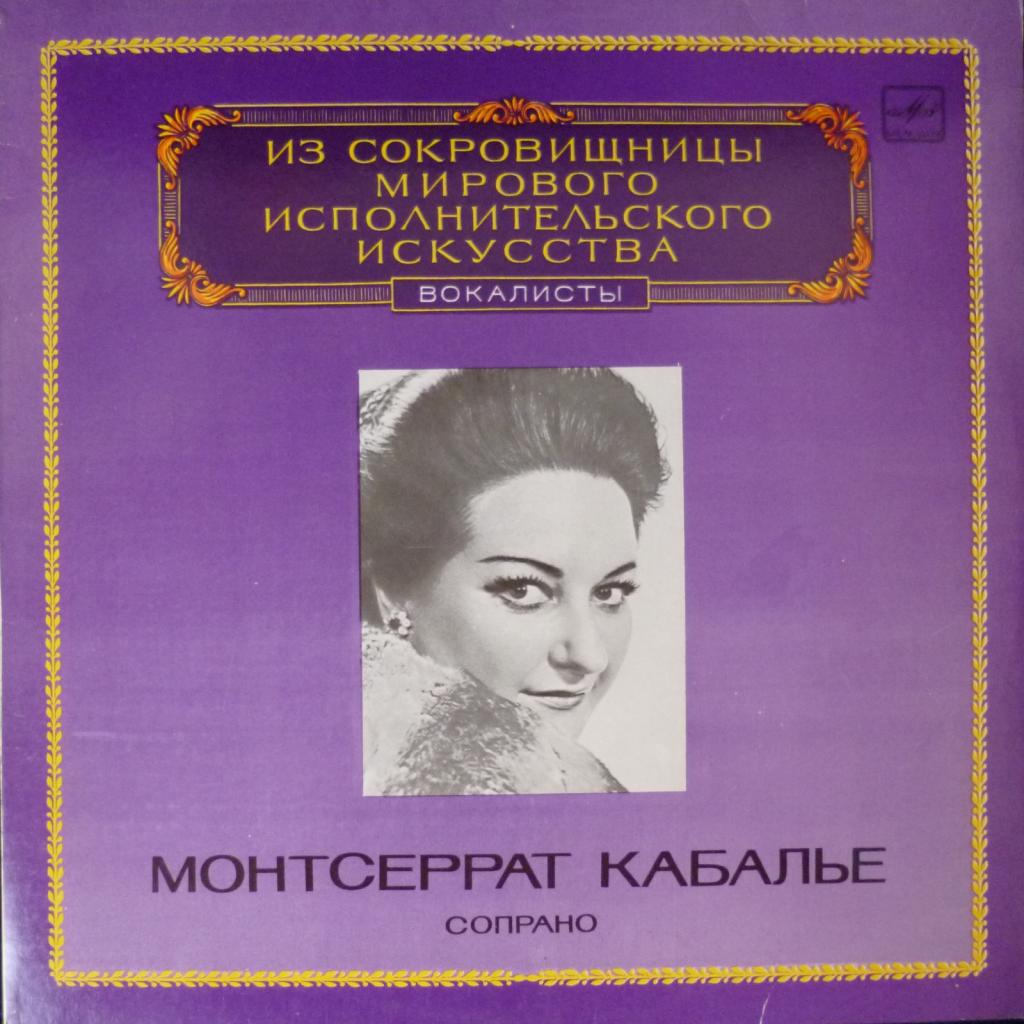 ИЗ СОКРОВИЩНИЦЫ
МИРОВОГО
ИСПОЛНИТЕЛЬСКОГО
ИСКУССТВА
ВОКАЛИСТЫ
МОНТСЕРРАТ КАБАЛЬЕ
СОПРАНО